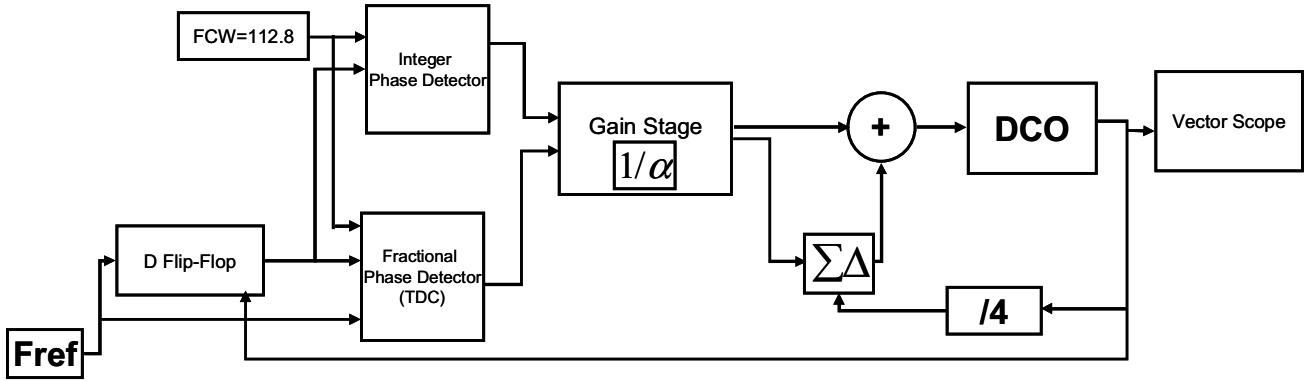 FCW=112.8
Integer
Phase Detector
Gain Stage
1/α
+
DCO
Vector Scope
D Flip-Flop
Fractional
Phase Detector
(TDC)
ΣΔ
/4
Fref